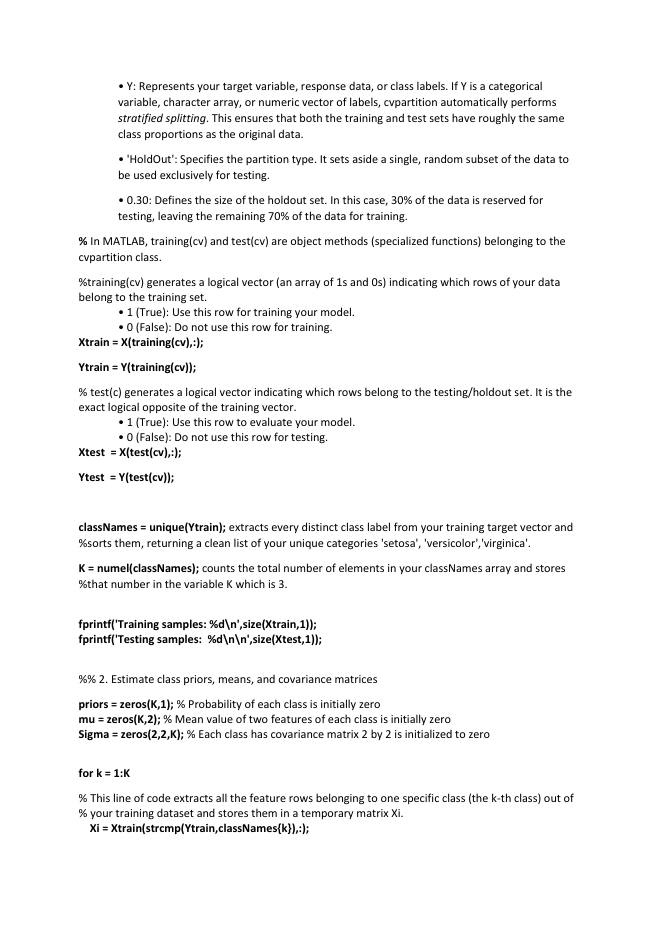 • Y: Represents your target variable, response data, or class labels. If Y is a categorical
variable, character array, or numeric vector of labels, cvpartition automatically performs
stratified splitting. This ensures that both the training and test sets have roughly the same
class proportions as the original data.
• 'HoldOut': Specifies the partition type. It sets aside a single, random subset of the data to
be used exclusively for testing.
• 0.30: Defines the size of the holdout set. In this case, 30% of the data is reserved for
testing, leaving the remaining 70% of the data for training.
% In MATLAB, training(cv) and test(cv) are object methods (specialized functions) belonging to the
cvpartition class.
%training(cv) generates a logical vector (an array of 1s and 0s) indicating which rows of your data
belong to the training set.
• 1 (True): Use this row for training your model.
• 0 (False): Do not use this row for training.
Xtrain = X(training(cv),:);
Ytrain = Y(training(cv));
% test(c) generates a logical vector indicating which rows belong to the testing/holdout set. It is the
exact logical opposite of the training vector.
• 1 (True): Use this row to evaluate your model.
• 0 (False): Do not use this row for testing.
Xtest  = X(test(cv),:);
Ytest  = Y(test(cv));
classNames = unique(Ytrain); extracts every distinct class label from your training target vector and
%sorts them, returning a clean list of your unique categories 'setosa', 'versicolor','virginica'.
K = numel(classNames); counts the total number of elements in your classNames array and stores
%that number in the variable K which is 3.
fprintf('Training samples: %d\n',size(Xtrain,1));
fprintf('Testing samples:  %d\n\n',size(Xtest,1));
%% 2. Estimate class priors, means, and covariance matrices
priors = zeros(K,1); % Probability of each class is initially zero
mu = zeros(K,2); % Mean value of two features of each class is initially zero
Sigma = zeros(2,2,K); % Each class has covariance matrix 2 by 2 is initialized to zero
for k = 1:K
% This line of code extracts all the feature rows belonging to one specific class (the k-th class) out of
% your training dataset and stores them in a temporary matrix Xi.
Xi = Xtrain(strcmp(Ytrain,classNames{k}),:);